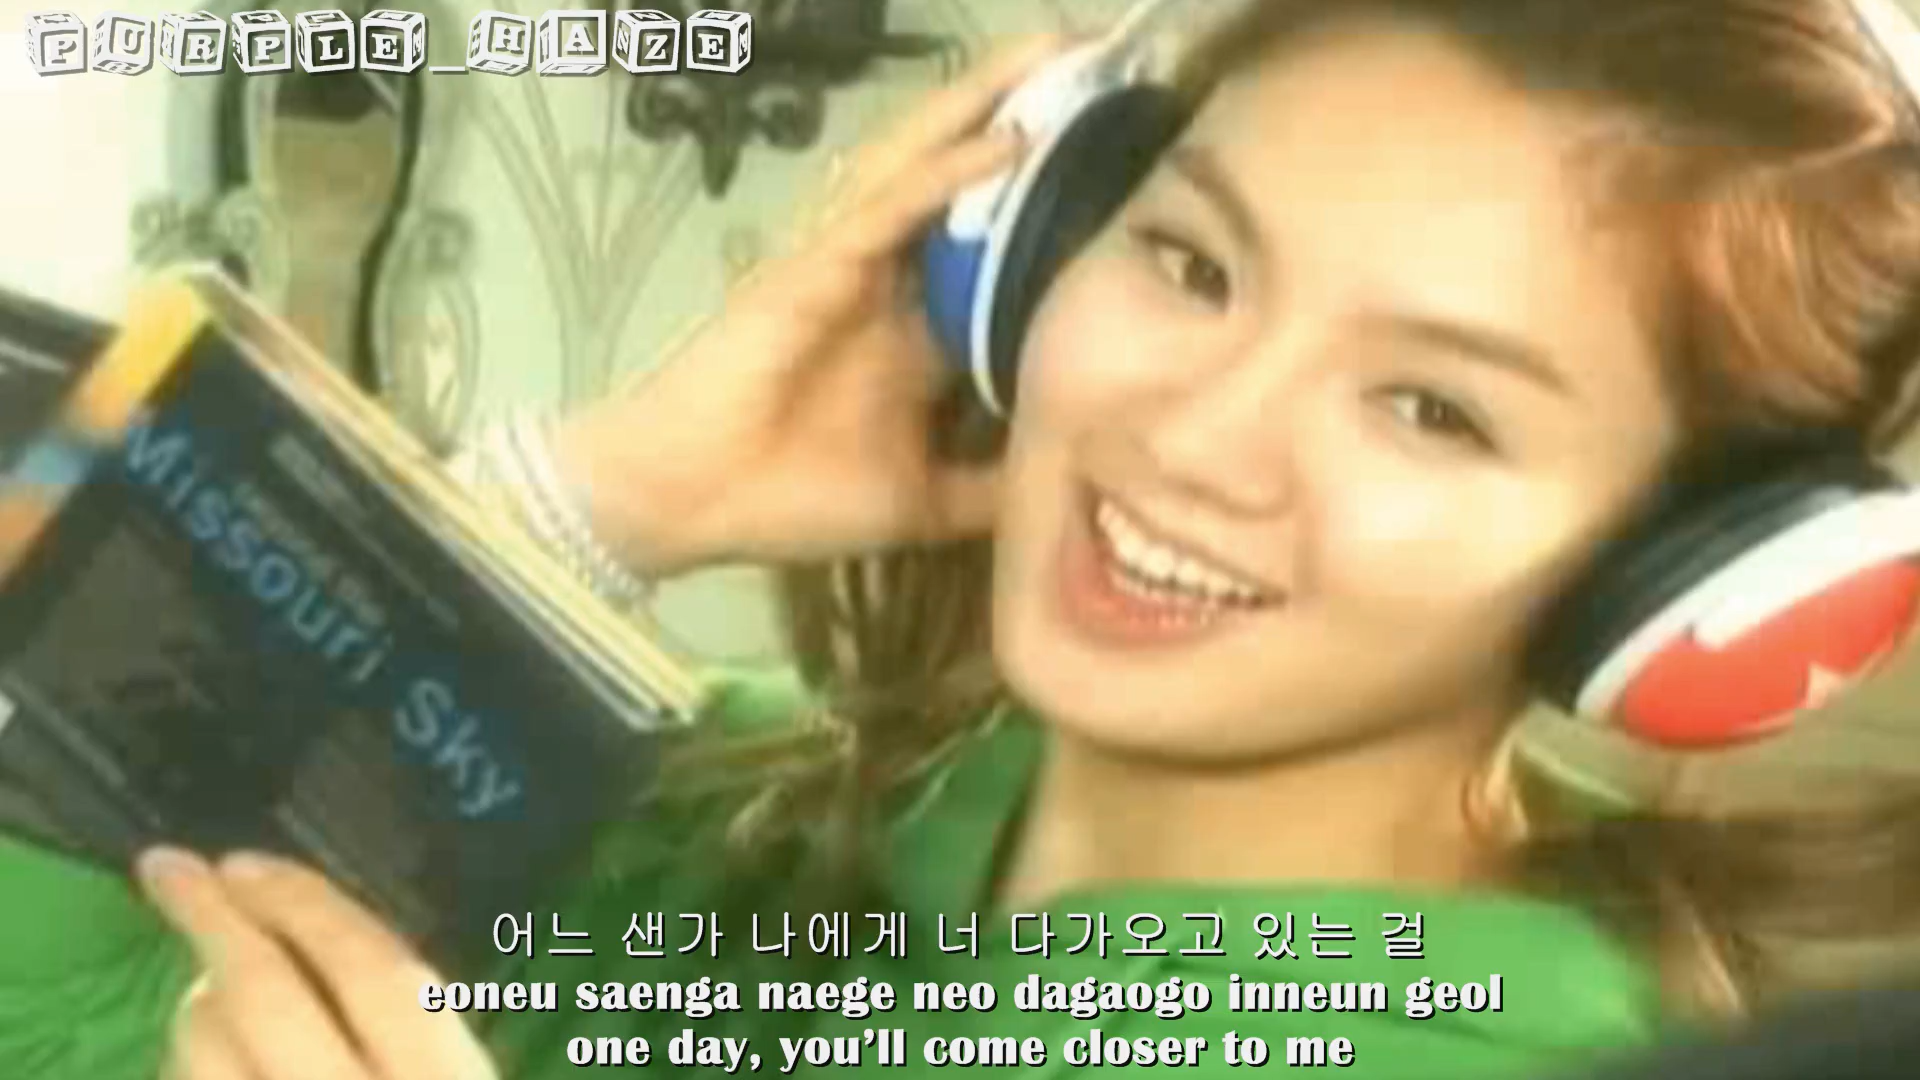 PURPLE_HAZE
Missouri Sky
어느 샌가 나에게 너 다가오고 있는 걸
eoneu saenga naege neo dagaogo inneun geol
one day, you'll come closer to me